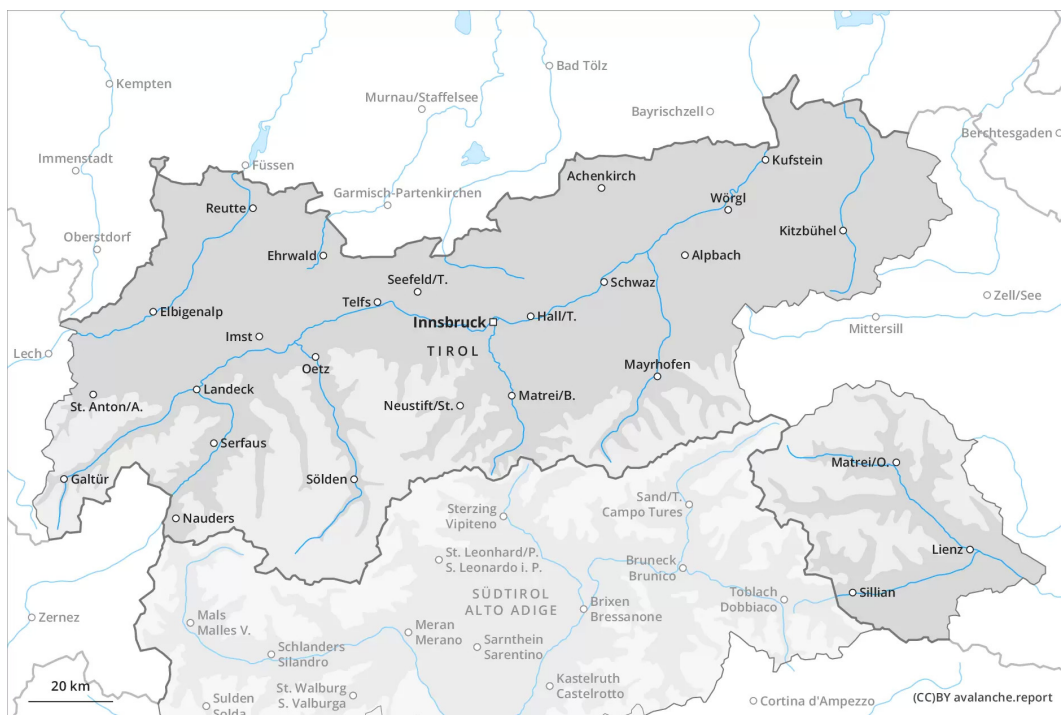 Kempten
Bad Tölz
Murnau/Staffelsee
Bayrischzell
Berchtesgaden
Immenstadt
Füssen
Kufstein
Achenkirch
Garmisch-Partenkirchen
Reutte
Wörgl
Kitzbühel
Oberstdorf
Ehrwald
Alpbach
Seefeld/T.
Schwaz
Zell/See
Telfs
Elbigenalp
Innsbruck
Hall/T.
Mittersill
Imst
TIROL
Lech
Oetz
Mayrhofen
Landeck
St. Anton/A.
Neustift/St.
Matrei/B.
Serfaus
Matrei/O.
Galtür
Sölden
Sand/T.
Campo Tures
Sterzing
Vipiteno
Nauders
Lienz
St. Leonhard/P.
S. Leonardo i. P.
Bruneck
Brunico
SÜDTIROL
ALTO ADIGE
Toblach
Dobbiaco
Sillian
Brixen
Bressanone
Zernez
Mals
Malles V.
Meran
Merano
Sarnthein
Sarentino
Schlanders
Silandro
Kastelruth
Castelrotto
20 km
St. Walburg
S. Valburga
Sulden
Solda
Cortina d'Ampezzo
(CC)BY avalanche.report